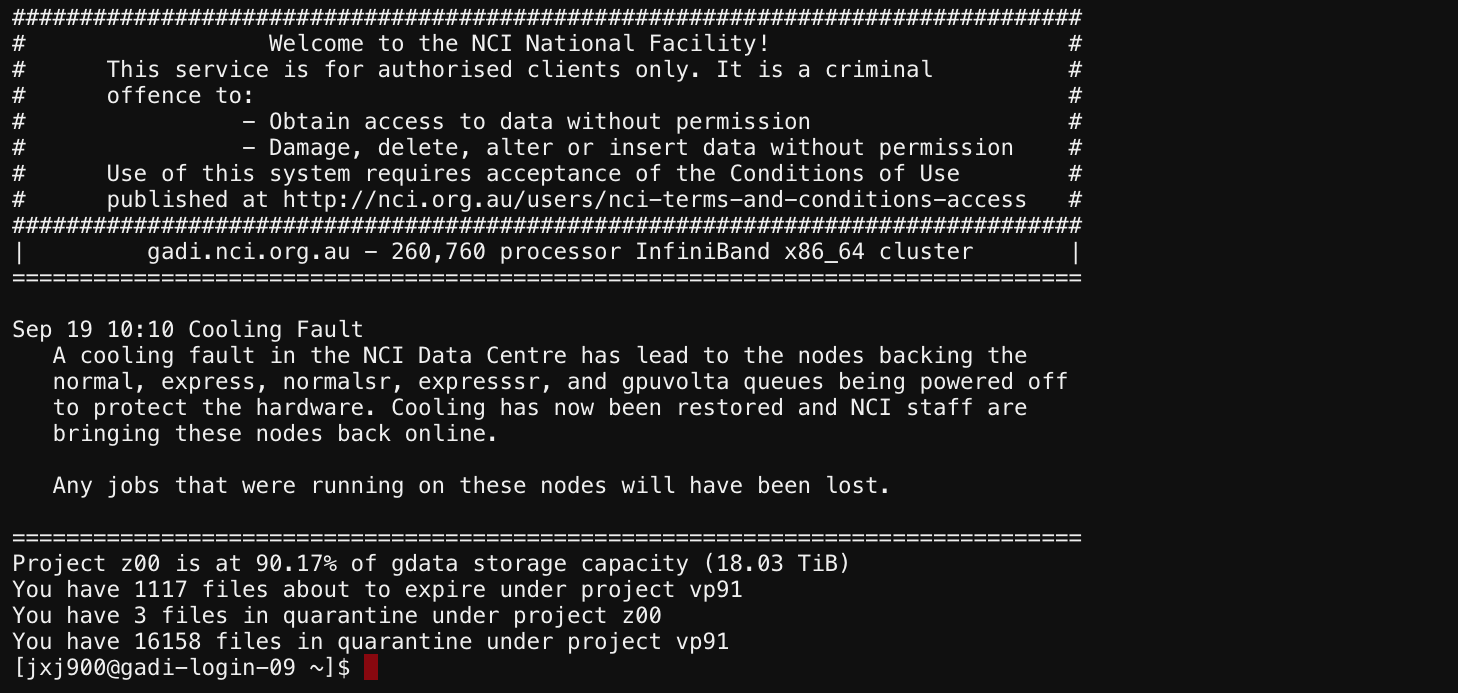 ###############################################################################
#                  Welcome to the NCI National Facility!                      #
#      This service is for authorised clients only. It is a criminal          #
#      offence to:                                                            #
#                - Obtain access to data without permission                   #
#                - Damage, delete, alter or insert data without permission    #
#      Use of this system requires acceptance of the Conditions of Use        #
#      published at http://nci.org.au/users/nci-terms-and-conditions-access   #
###############################################################################
|         gadi.nci.org.au - 260,760 processor InfiniBand x86_64 cluster       |
===============================================================================
Sep 19 10:10 Cooling Fault
   A cooling fault in the NCI Data Centre has lead to the nodes backing the
   normal, express, normalsr, expresssr, and gpuvolta queues being powered off
   to protect the hardware. Cooling has now been restored and NCI staff are
   bringing these nodes back online.
   Any jobs that were running on these nodes will have been lost.
===============================================================================
Project z00 is at 90.17% of gdata storage capacity (18.03 TiB)
You have 1117 files about to expire under project vp91
You have 3 files in quarantine under project z00
You have 16158 files in quarantine under project vp91
[jxj900@gadi-login-09 ~]$